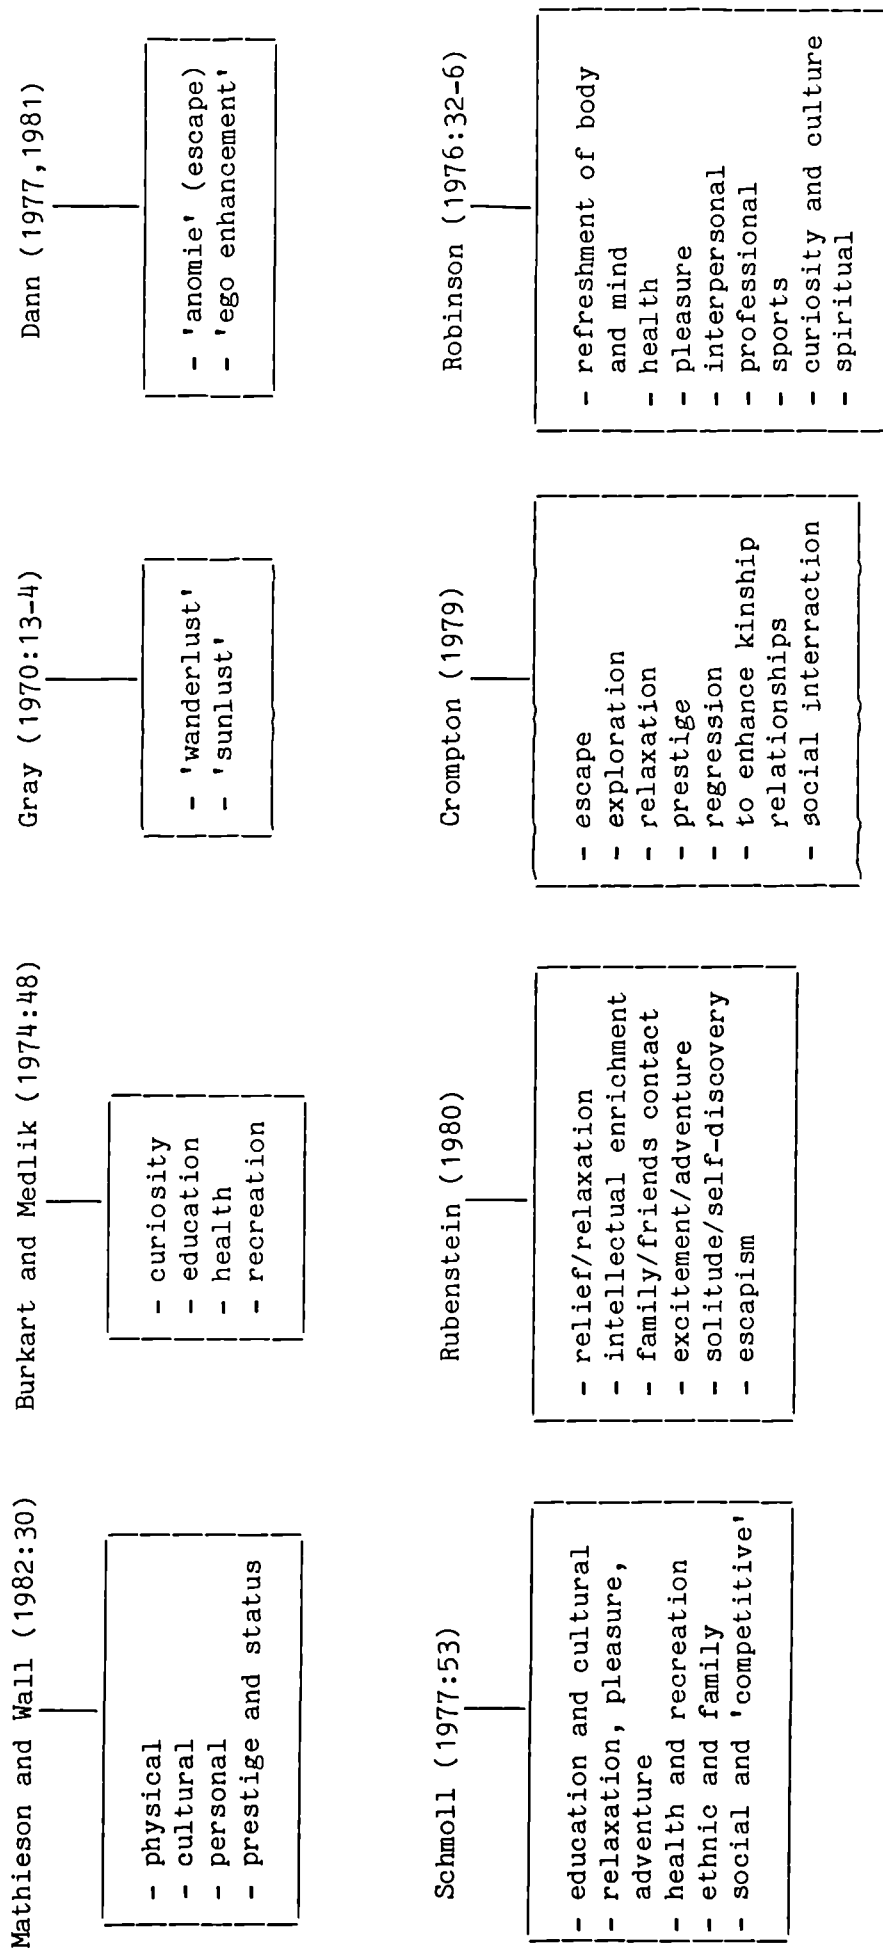 Mathieson and Wall (1982:30)
- physical
- cultural
- personal
- prestige and status
Burkart and Medlik (1974:48)
- curiosity
- education
- health
- recreation
Gray (1970:13-4)
- 'wanderlust'
- 'sunlust'
Dann (1977,1981)
- 'anomie' (escape)
- 'ego enhancement'
Schmoll (1977:53)
- education and cultural
- relaxation, pleasure,
adventure
- health and recreation
- ethnic and family
- social and 'competitive'
Rubenstein (1980)
- relief/relaxation
- intellectual enrichment
- family/friends contact
- excitement/adventure
- solitude/self-discovery
- escapism
Crompton (1979)
- escape
- exploration
- relaxation
- prestige
- regression
- to enhance kinship
relationships
- social interraction
Robinson (1976:32-6)
- refreshment of body
and mind
- health
- pleasure
- interpersonal
- professional
- sports
- curiosity and culture
- spiritual